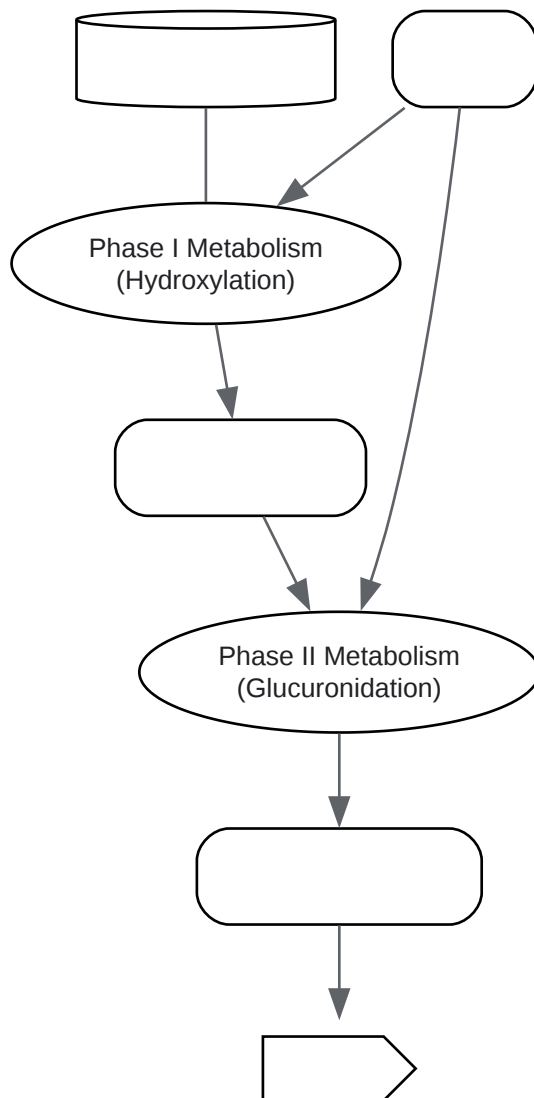 Phase I Metabolism
(Hydroxylation)
Phase II Metabolism
(Glucuronidation)